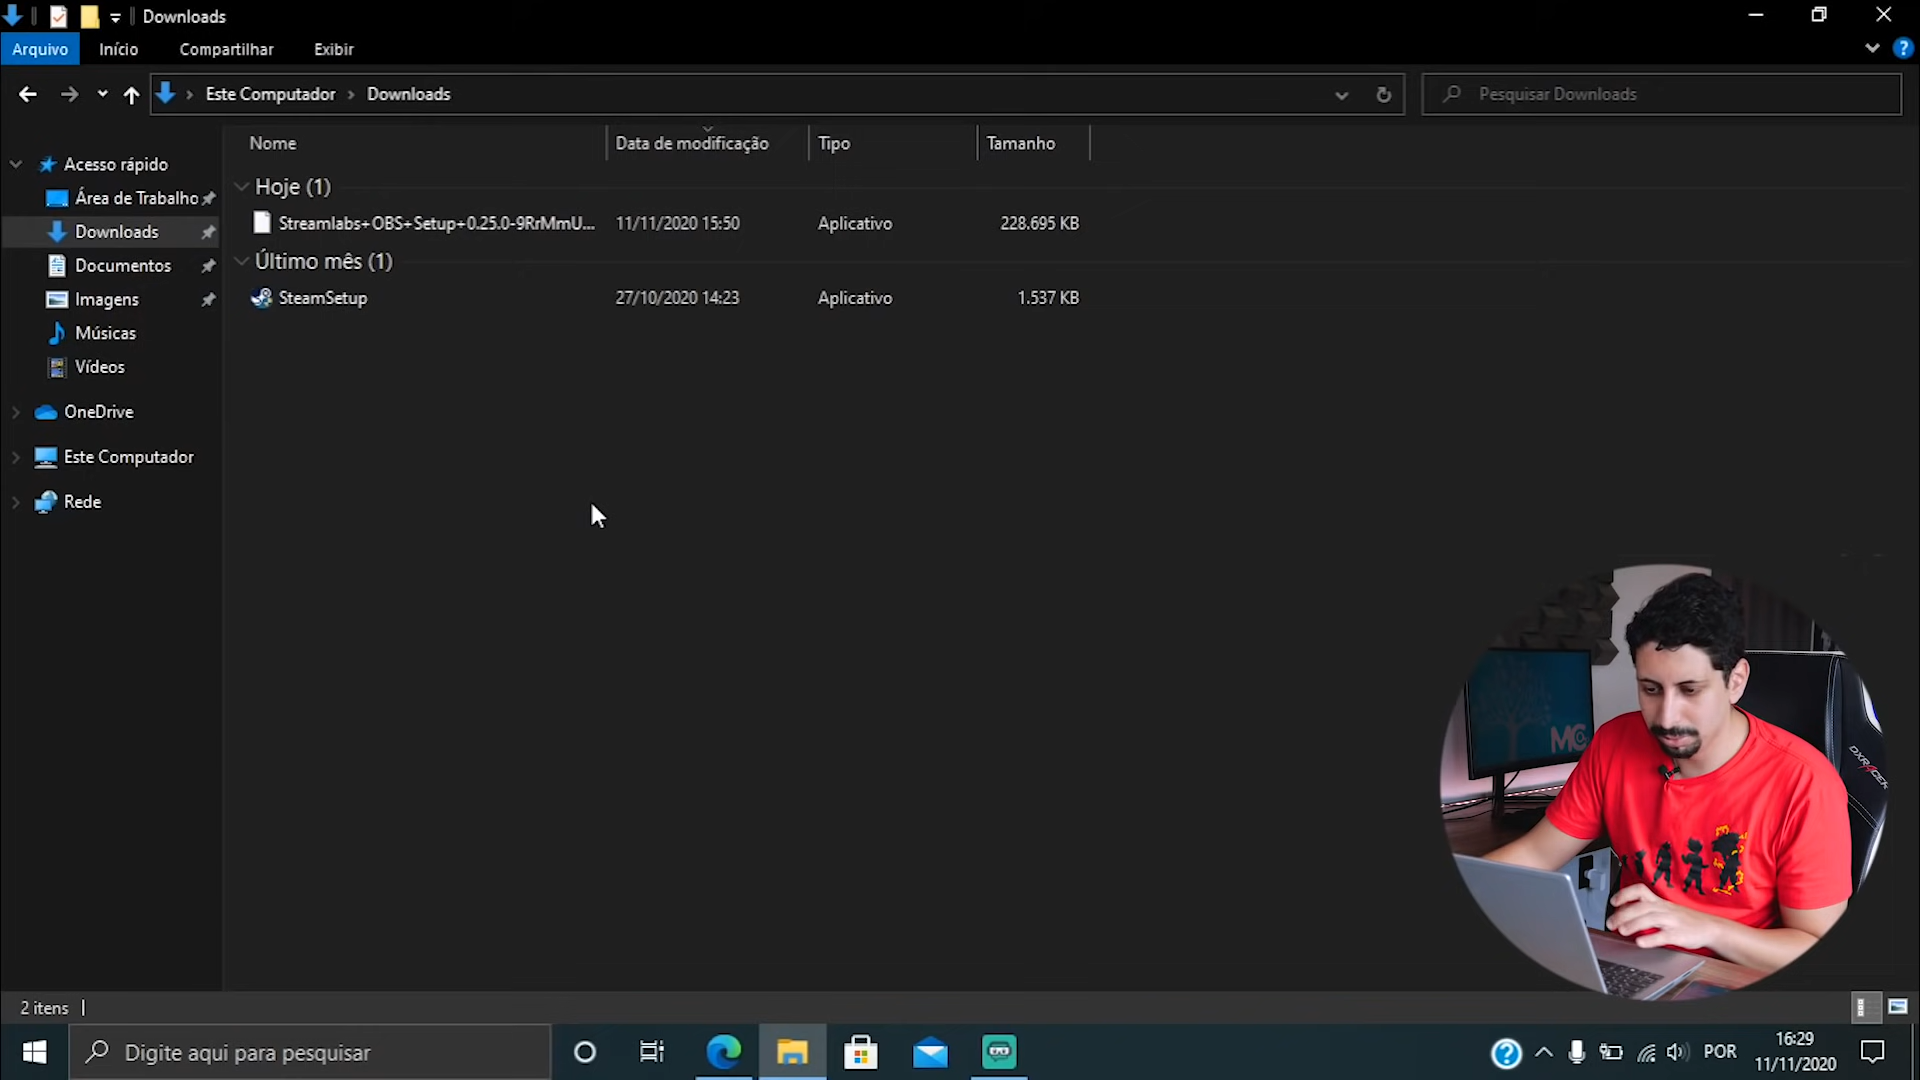 Downloads
Arquivo Início Compartilhar Exibir
Este Computador Downloads
Pesquisar Downloads
Nome Data de modificação Tipo Tamanho
Acesso rápido
Área de Trabalho
Downloads
Documentos
Imagens
Músicas
Vídeos
OneDrive
Este Computador
Rede
Hoje (1)
Streamlabs+OBS+Setup+0.25.0-9RrMmU... 11/11/2020 15:50 Aplicativo 228.695 KB
Último mês (1)
SteamSetup 27/10/2020 14:23 Aplicativo 1.537 KB
MC
DXRACER
2 itens
Digite aqui para pesquisar
POR
16:29
11/11/2020